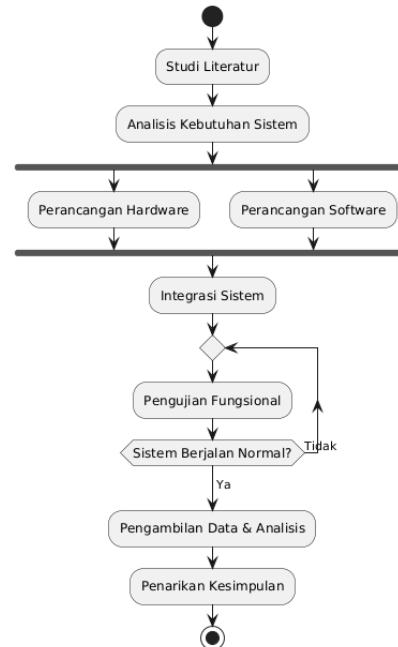 Studi Literatur
Analisis Kebutuhan Sistem
Perancangan Hardware
Perancangan Software
Integrasi Sistem
Pengujian Fungsional
Sistem Berjalan Normal?
Tidak
Ya
Pengambilan Data & Analisis
Penarikan Kesimpulan